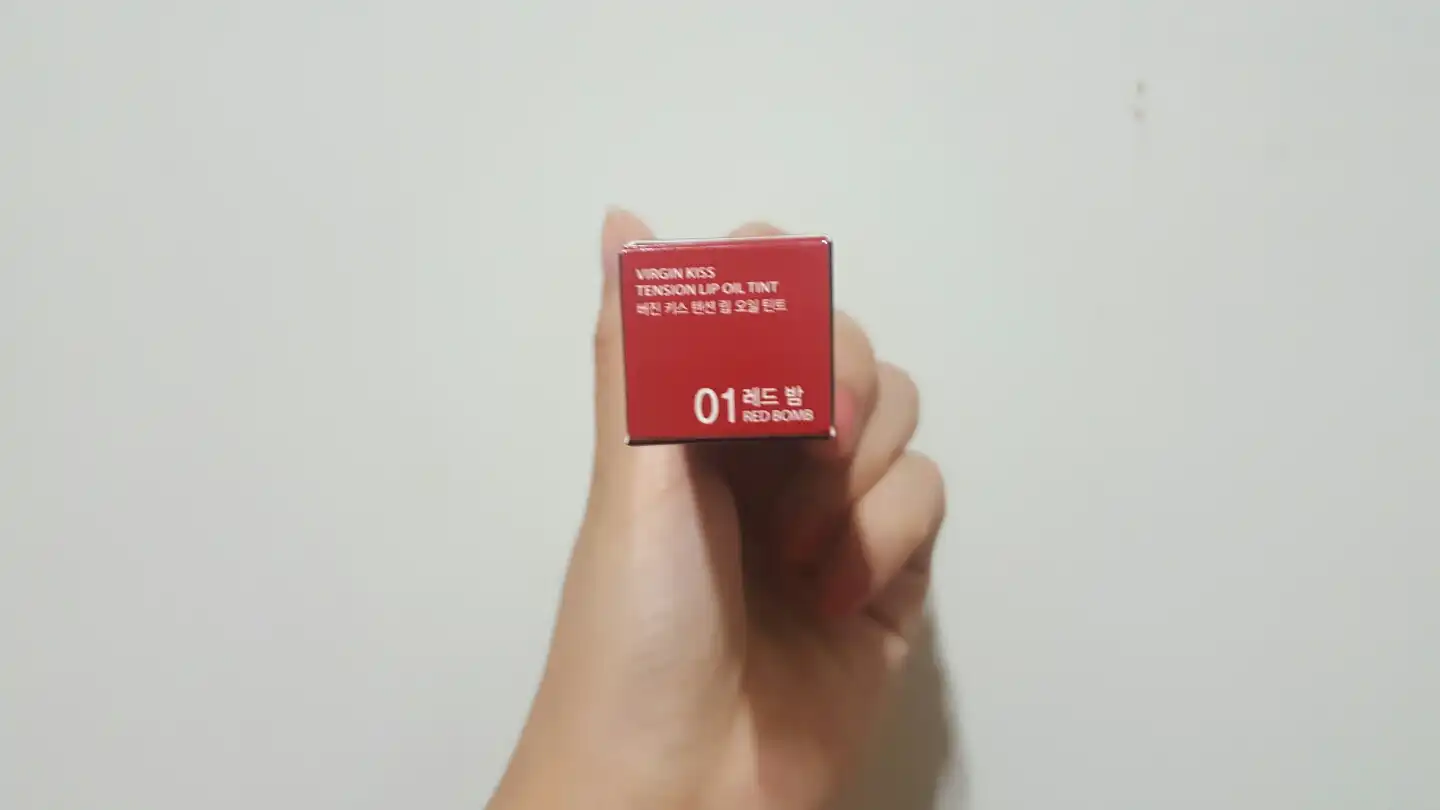 VIRGIN KISS
TENSION LIP OIL TINT
버진 키스 텐션 립 오일 틴트
01 레드 밤
RED BOMB